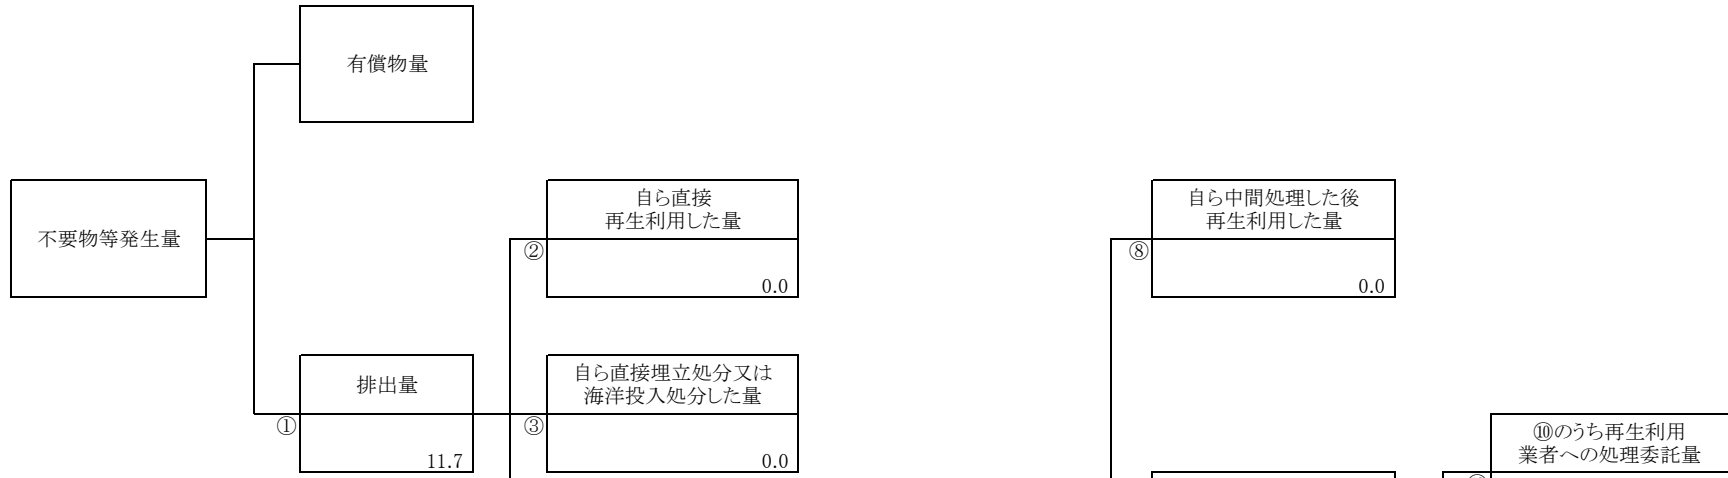 有償物量
不要物等発生量
自ら直接
再生利用した量
②
0.0
自ら中間処理した後
再生利用した量
⑧
0.0
排出量
①
11.7
自ら直接埋立処分又は
海洋投入処分した量
③
0.0
⑩のうち再生利用
業者への処理委託量